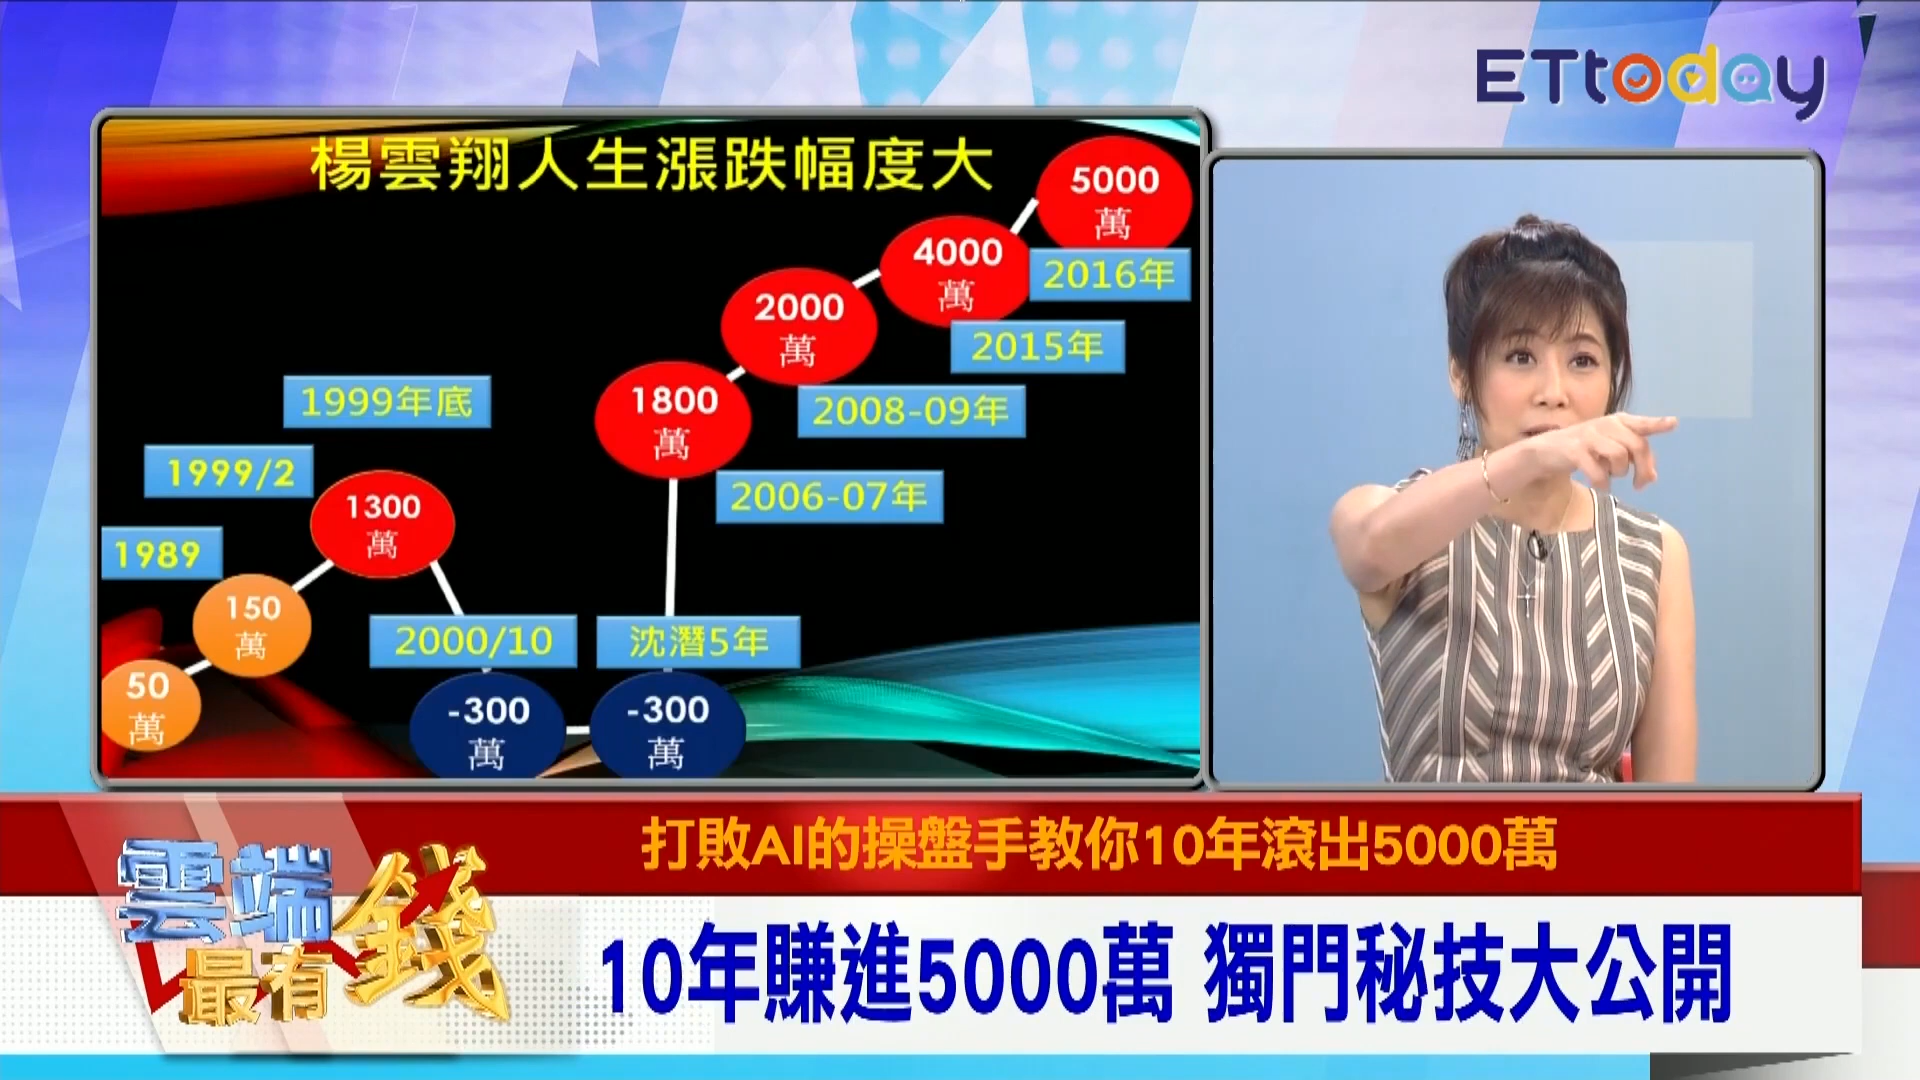 ETtoday
楊雲翔人生漲跌幅度大
50
萬
1989
150
萬
1999/2
1300
萬
1999年底
2000/10
-300
萬
沈潛5年
-300
萬
1800
萬
2006-07年
2000
萬
2008-09年
4000
萬
2015年
5000
萬
2016年
打敗AI的操盤手教你10年滾出5000萬
雲端最有錢
10年賺進5000萬 獨門秘技大公開